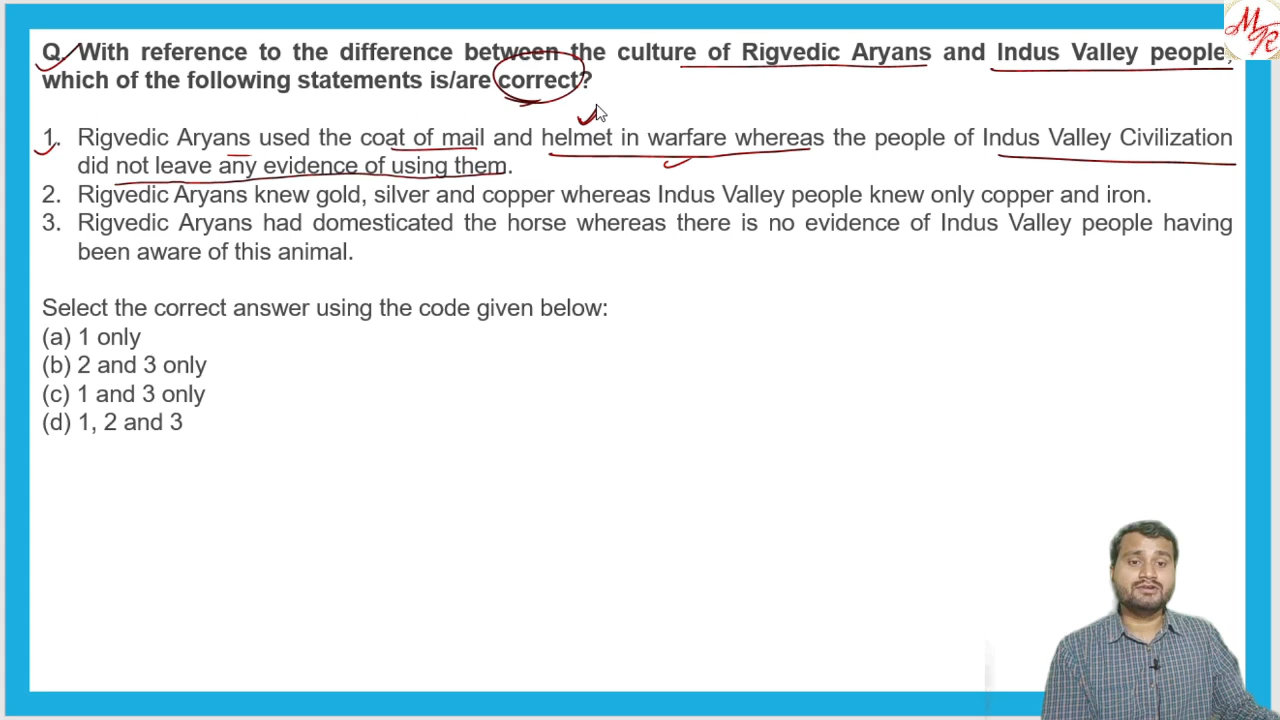 Q. With reference to the difference between the culture of Rigvedic Aryans and Indus Valley people,
which of the following statements is/are correct?
1. Rigvedic Aryans used the coat of mail and helmet in warfare whereas the people of Indus Valley Civilization
did not leave any evidence of using them.
2. Rigvedic Aryans knew gold, silver and copper whereas Indus Valley people knew only copper and iron.
3. Rigvedic Aryans had domesticated the horse whereas there is no evidence of Indus Valley people having
been aware of this animal.
Select the correct answer using the code given below:
(a) 1 only
(b) 2 and 3 only
(c) 1 and 3 only
(d) 1, 2 and 3